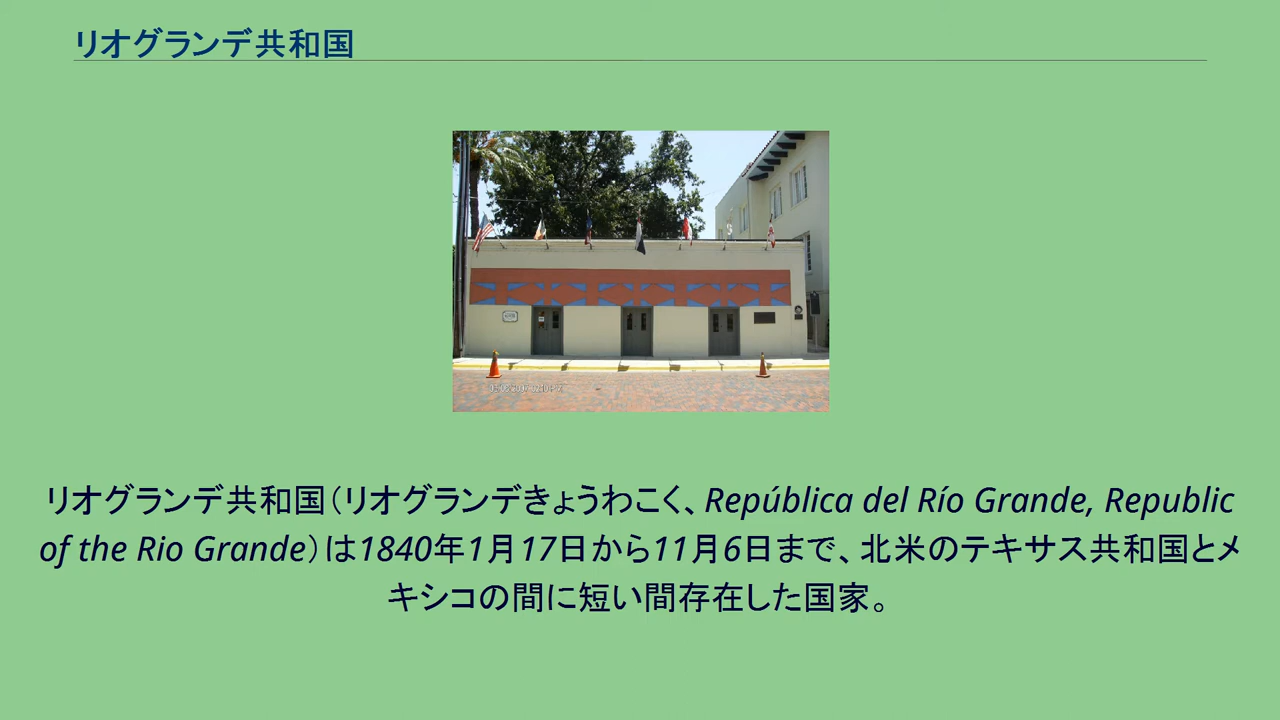 リオグランデ共和国
リオグランデ共和国（リオグランデきょうわこく、República del Río Grande, Republic
of the Rio Grande）は1840年1月17日から11月6日まで、北米のテキサス共和国とメ
キシコの間に短い間存在した国家。